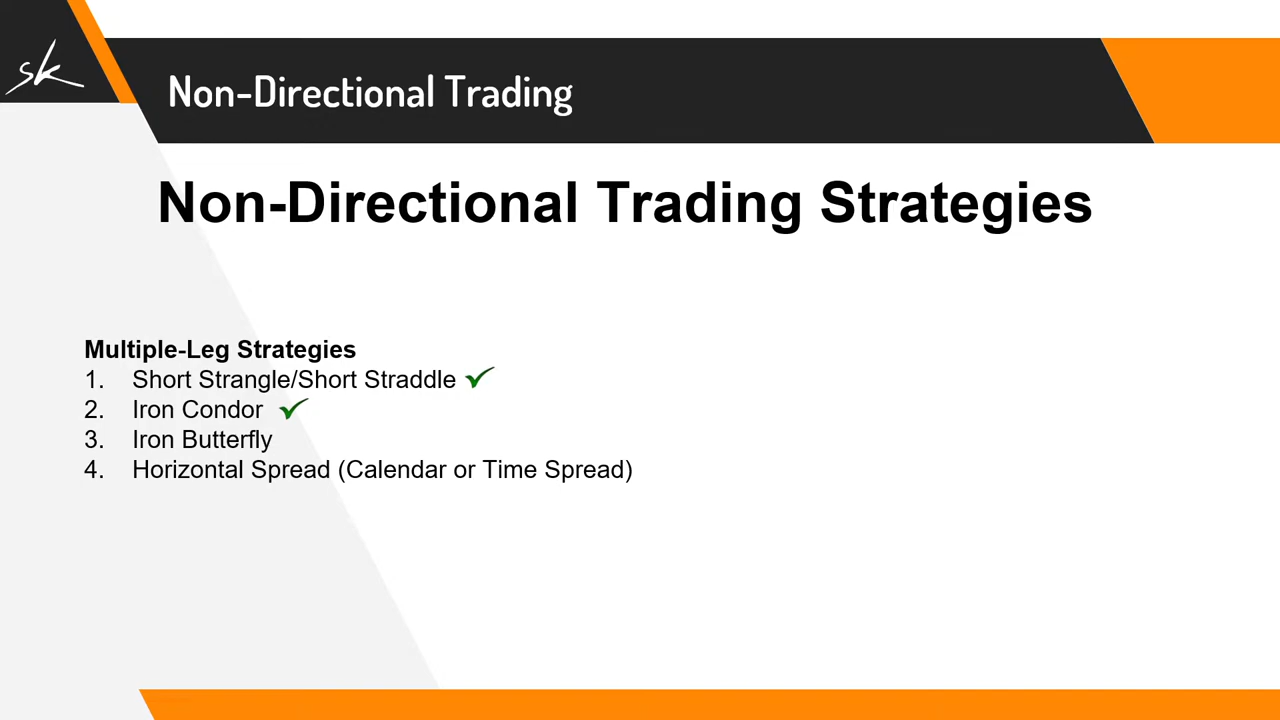 sk
Non-Directional Trading
Non-Directional Trading Strategies
Multiple-Leg Strategies
1. Short Strangle/Short Straddle
2. Iron Condor
3. Iron Butterfly
4. Horizontal Spread (Calendar or Time Spread)